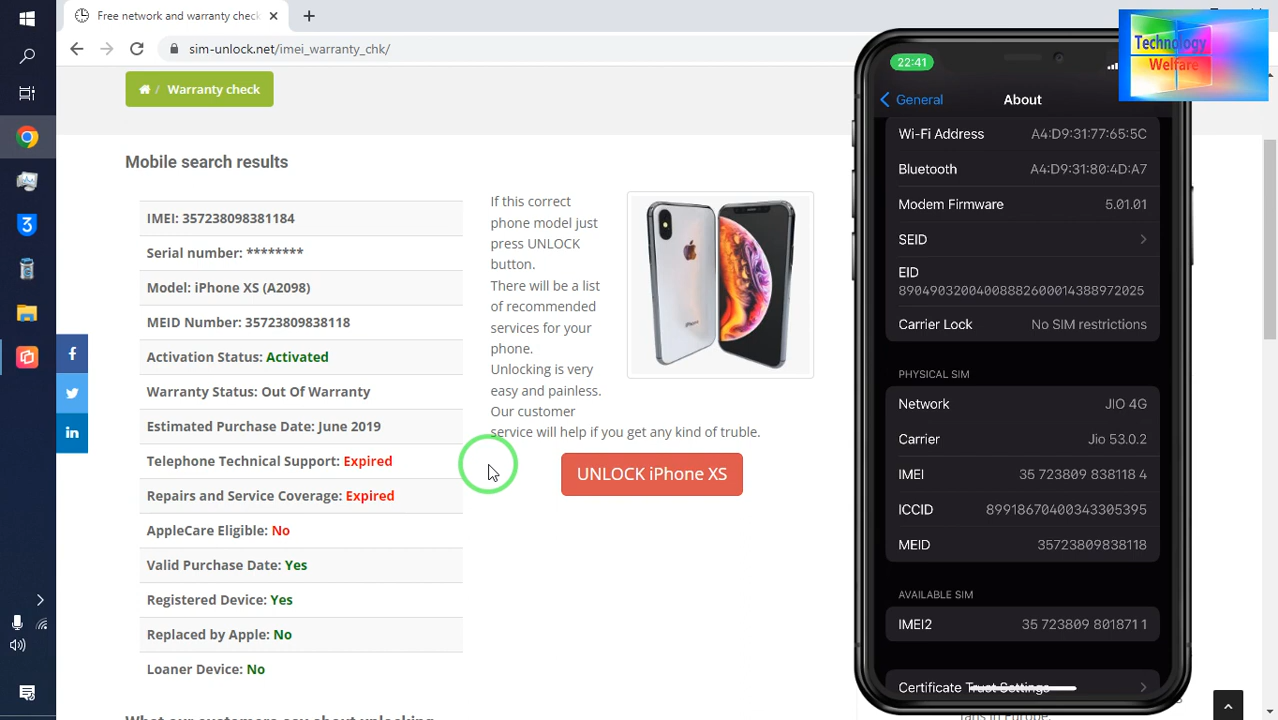 Free network and warranty check
sim-unlock.net/imei_warranty_chk/
Technology
Welfare
Warranty check
Mobile search results
IMEI: 357238098381184
Serial number: ********
Model: iPhone XS (A2098)
MEID Number: 35723809838118
Activation Status: Activated
Warranty Status: Out Of Warranty
Estimated Purchase Date: June 2019
Telephone Technical Support: Expired
Repairs and Service Coverage: Expired
AppleCare Eligible: No
Valid Purchase Date: Yes
Registered Device: Yes
Replaced by Apple: No
Loaner Device: No
If this correct
phone model just
press UNLOCK
button.
There will be a list
of recommended
services for your
phone.
Unlocking is very
easy and painless.
Our customer
service will help if you get any kind of truble.
UNLOCK iPhone XS
22:41
General
About
Wi-Fi Address A4:D9:31:77:65:5C
Bluetooth A4:D9:31:80:4D:A7
Modem Firmware 5.01.01
SEID
EID
89049032004008882600014388972025
Carrier Lock No SIM restrictions
PHYSICAL SIM
Network JIO 4G
Carrier Jio 53.0.2
IMEI 35 723809 838118 4
ICCID 89918670400343305395
MEID 35723809838118
AVAILABLE SIM
IMEI2 35 723809 801871 1
Certificate Trust Settings
fans in Europe.